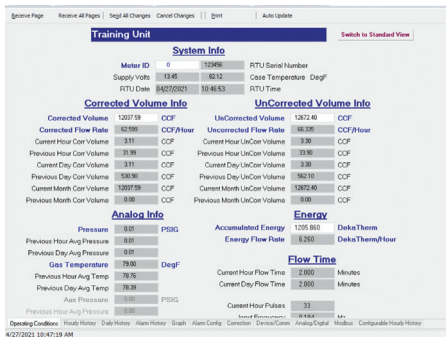 Receive Page Receive All Pages Send All Changes Cancel Changes Print Auto Update
Training Unit Switch to Standard View
System Info
Meter ID 0 123456 RTU Serial Number
Supply Volts 13.45 82.12 Case Temperature DegF
RTU Date 04/27/2021 10:46:53 RTU Time
Corrected Volume Info UnCorrected Volume Info
Corrected Volume 12037.59 CCF UnCorrected Volume 12672.40 CCF
Corrected Flow Rate 62.599 CCF/Hour Uncorrected Flow Rate 66.335 CCF/Hour
Current Hour Corr Volume 3.11 CCF Current Hour UnCorr Volume 3.30 CCF
Previous Hour Corr Volume 31.99 CCF Previous Hour UnCorr Volume 33.90 CCF
Current Day Corr Volume 3.11 CCF Current Day UnCorr Volume 3.30 CCF
Previous Day Corr Volume 530.90 CCF Previous Day UnCorr Volume 562.10 CCF
Current Month Corr Volume 12037.59 CCF Current Month UnCorr Volume 12672.40 CCF
Previous Month Corr Volume 0.00 CCF Previous Month UnCorr Volume 0.00 CCF
Analog Info Energy
Pressure 0.01 PSIG Accumulated Energy 1205.860 DekaTherm
Previous Hour Avg Pressure 0.01 Energy Flow Rate 6.260 DekaTherm/Hour
Previous Day Avg Pressure 0.01
Gas Temperature 79.00 DegF Flow Time
Previous Hour Avg Temp 78.76 Current Hour Flow Time 2.000 Minutes
Previous Day Avg Temp 78.39 Current Day Flow Time 2.000 Minutes
Aux Pressure 0.00 PSIG
Previous Hour Avg Pressure 0.00 Current Hour Pulses 33
Input Frequency 0.184 Hz
Operating Conditions Hourly History Daily History Alarm History Graph Alarm Config Correction Device/Comm Analog/Digital Modbus Configurable Hourly History
4/27/2021 10:47:19 AM